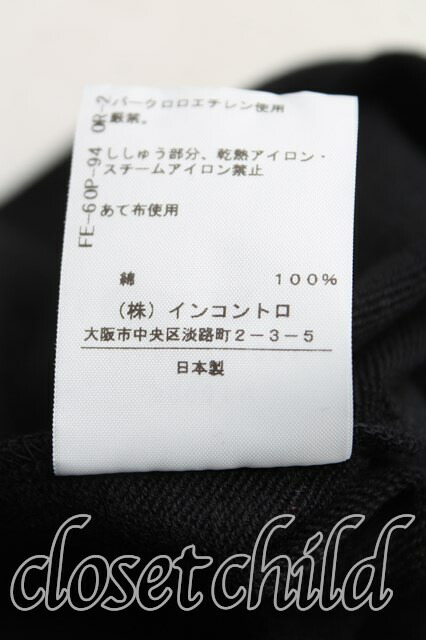 パークロロエチレン使用
厳禁。
ししゅう部分、乾熱アイロン・
スチームアイロン禁止
あて布使用
綿 100%
(株)インコントロ
大阪市中央区淡路町2-3-5
日本製
FE-60P-94 OR-2
closet child